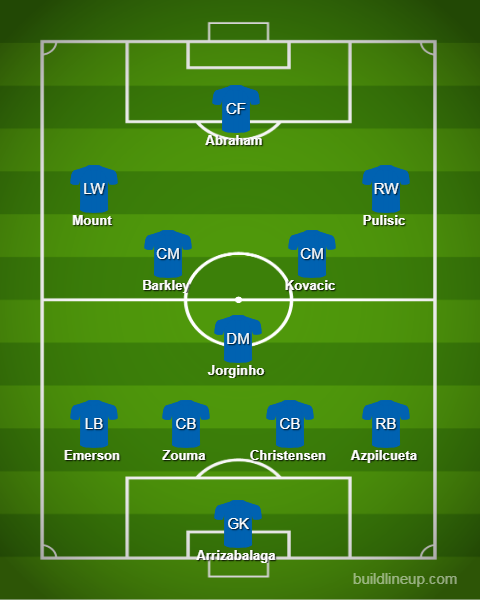 CF
Abraham
LW
Mount
RW
Pulisic
CM
Barkley
CM
Kovacic
DM
Jorginho
LB
Emerson
CB
Zouma
CB
Christensen
RB
Azpilcueta
GK
Arrizabalaga
buildlineup.com